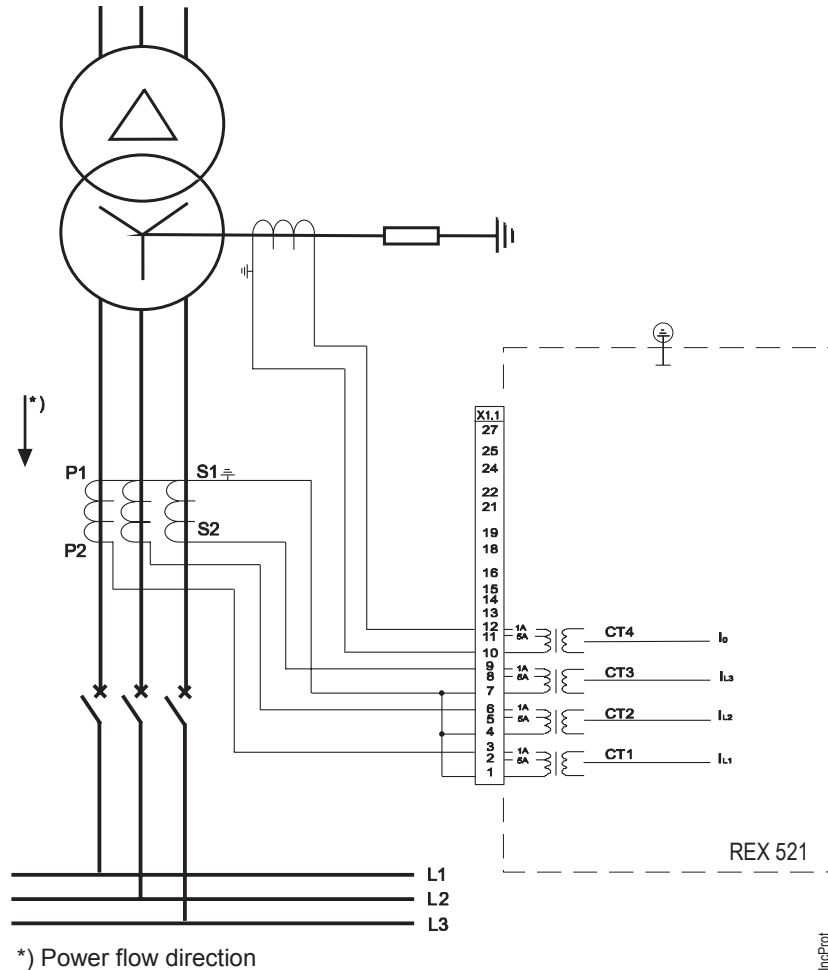 *)
P1
S1
S2
P2
X1.1
27
25
24
22
21
19
18
16
15
14
13
12
11
10
9
8
7
6
5
4
3
2
1
1A
5A
CT4
I₀
1A
5A
CT3
IL3
1A
5A
CT2
IL2
1A
5A
CT1
IL1
REX 521
L1
L2
L3
*) Power flow direction
IncProt